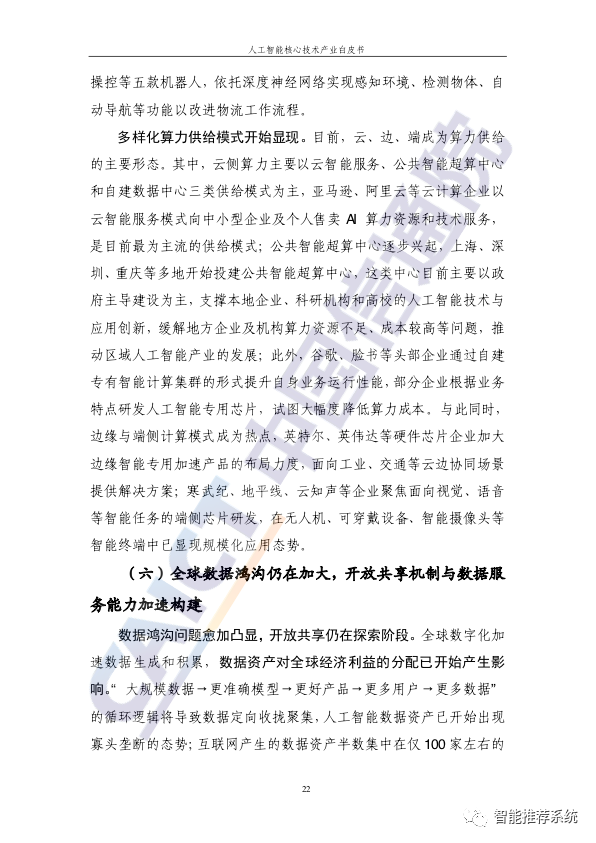 人工智能核心技术产业白皮书
操控等五款机器人，依托深度神经网络实现感知环境、检测物体、自
动导航等功能以改进物流工作流程。
多样化算力供给模式开始显现。目前，云、边、端成为算力供给
的主要形态。其中，云侧算力主要以云智能服务、公共智能超算中心
和自建数据中心三类供给模式为主，亚马逊、阿里云等云计算企业以
云智能服务模式向中小型企业及个人售卖 AI 算力资源和技术服务，
是目前最为主流的供给模式；公共智能超算中心逐步兴起，上海、深
圳、重庆等多地开始投建公共智能超算中心，这类中心目前主要以政
府主导建设为主，支撑本地企业、科研机构和高校的人工智能技术与
应用创新，缓解地方企业及机构算力资源不足、成本较高等问题，推
动区域人工智能产业的发展；此外，谷歌、脸书等头部企业通过自建
专有智能计算集群的形式提升自身业务运行性能，部分企业根据业务
特点研发人工智能专用芯片，试图大幅度降低算力成本。与此同时，
边缘与端侧计算模式成为热点，英特尔、英伟达等硬件芯片企业加大
边缘智能专用加速产品的布局力度，面向工业、交通等云边协同场景
提供解决方案；寒武纪、地平线、云知声等企业聚焦面向视觉、语音
等智能任务的端侧芯片研发，在无人机、可穿戴设备、智能摄像头等
智能终端中已显现规模化应用态势。
（六）全球数据鸿沟仍在加大，开放共享机制与数据服
务能力加速构建
数据鸿沟问题愈加凸显，开放共享仍在探索阶段。全球数字化加
速数据生成和积累，数据资产对全球经济利益的分配已开始产生影
响。“大规模数据→更准确模型→更好产品→更多用户→更多数据”
的循环逻辑将导致数据定向收拢聚集，人工智能数据资产已开始出现
寡头垄断的态势；互联网产生的数据资产半数集中在仅 100 家左右的
22
CAICT 中国信通院
智能推荐系统